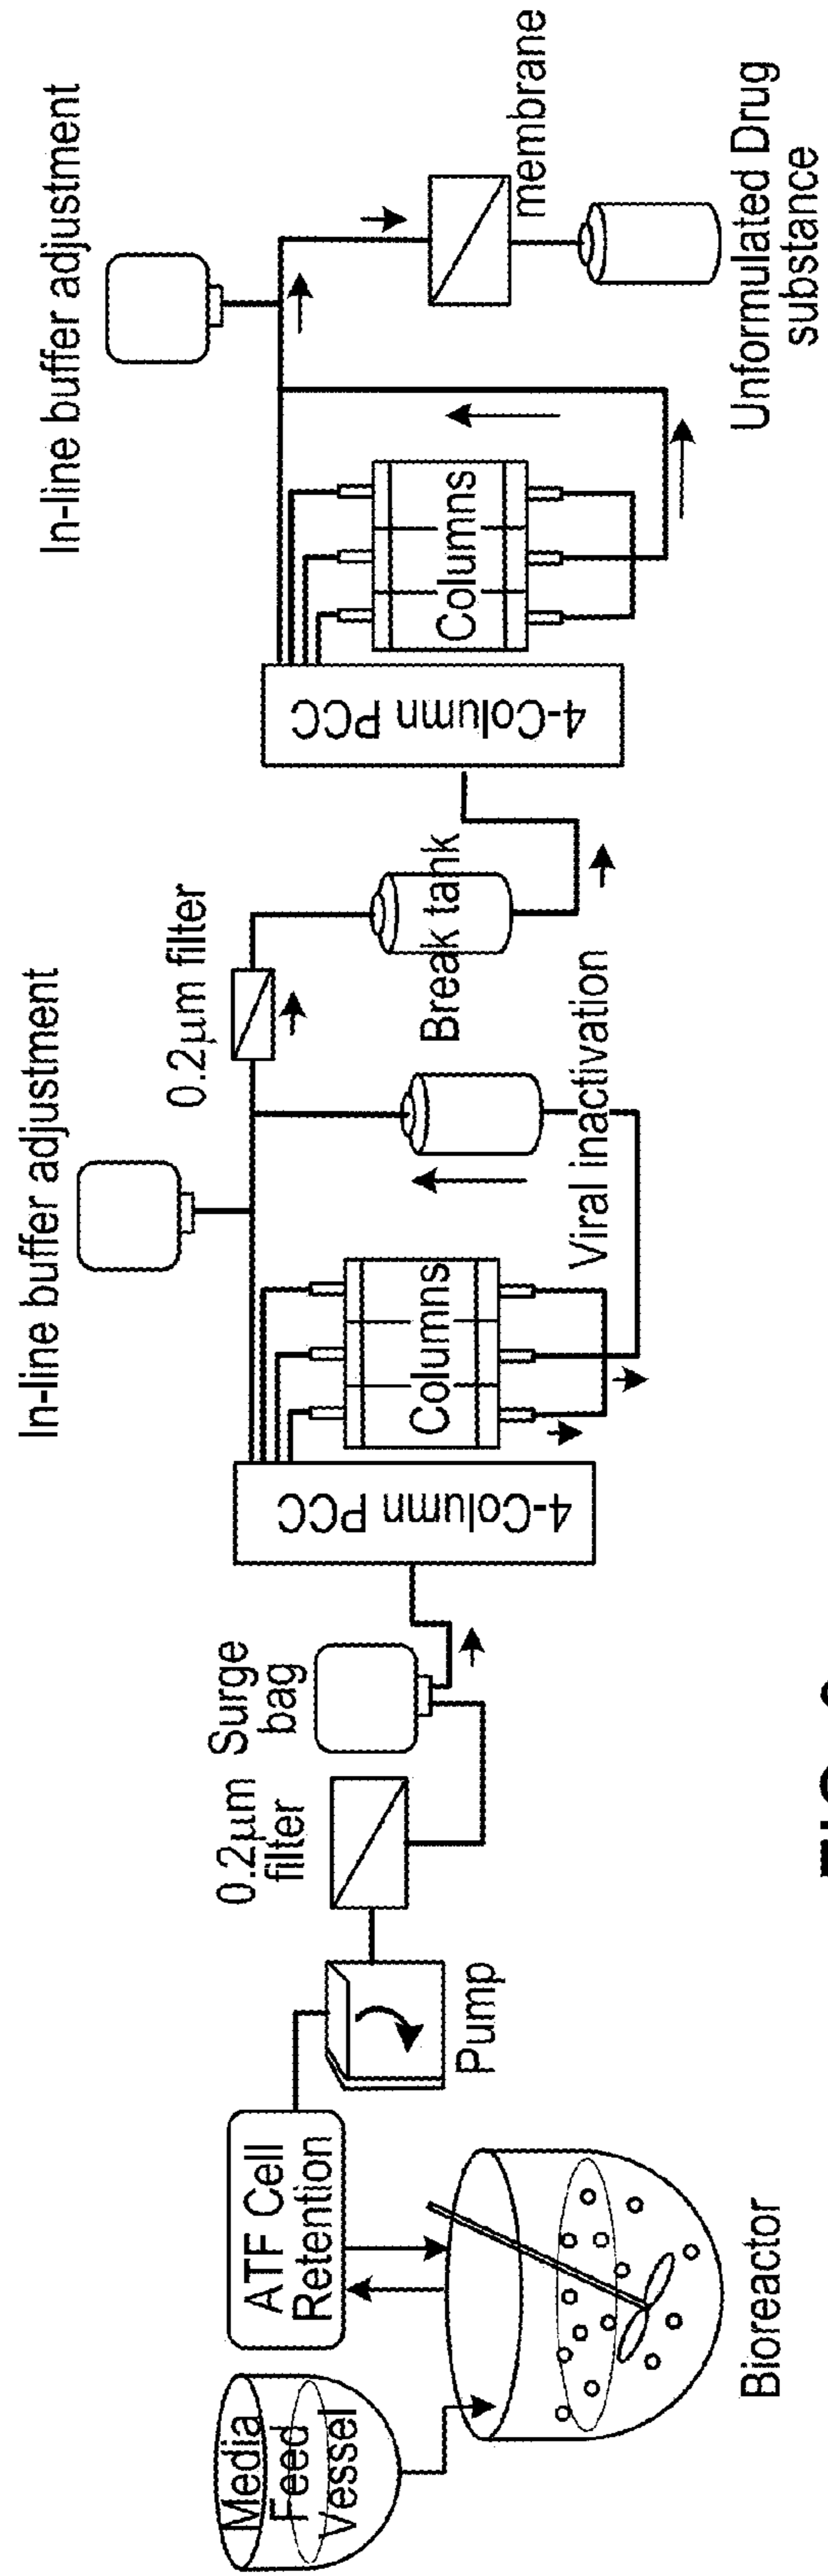 Media
Feed
Vessel
ATF Cell
Retention
Bioreactor
Pump
0.2µm
filter
Surge
bag
4-Column PCC
Columns
In-line buffer adjustment
Viral inactivation
0.2µm filter
Break tank
4-Column PCC
Columns
In-line buffer adjustment
membrane
Unformulated Drug
substance